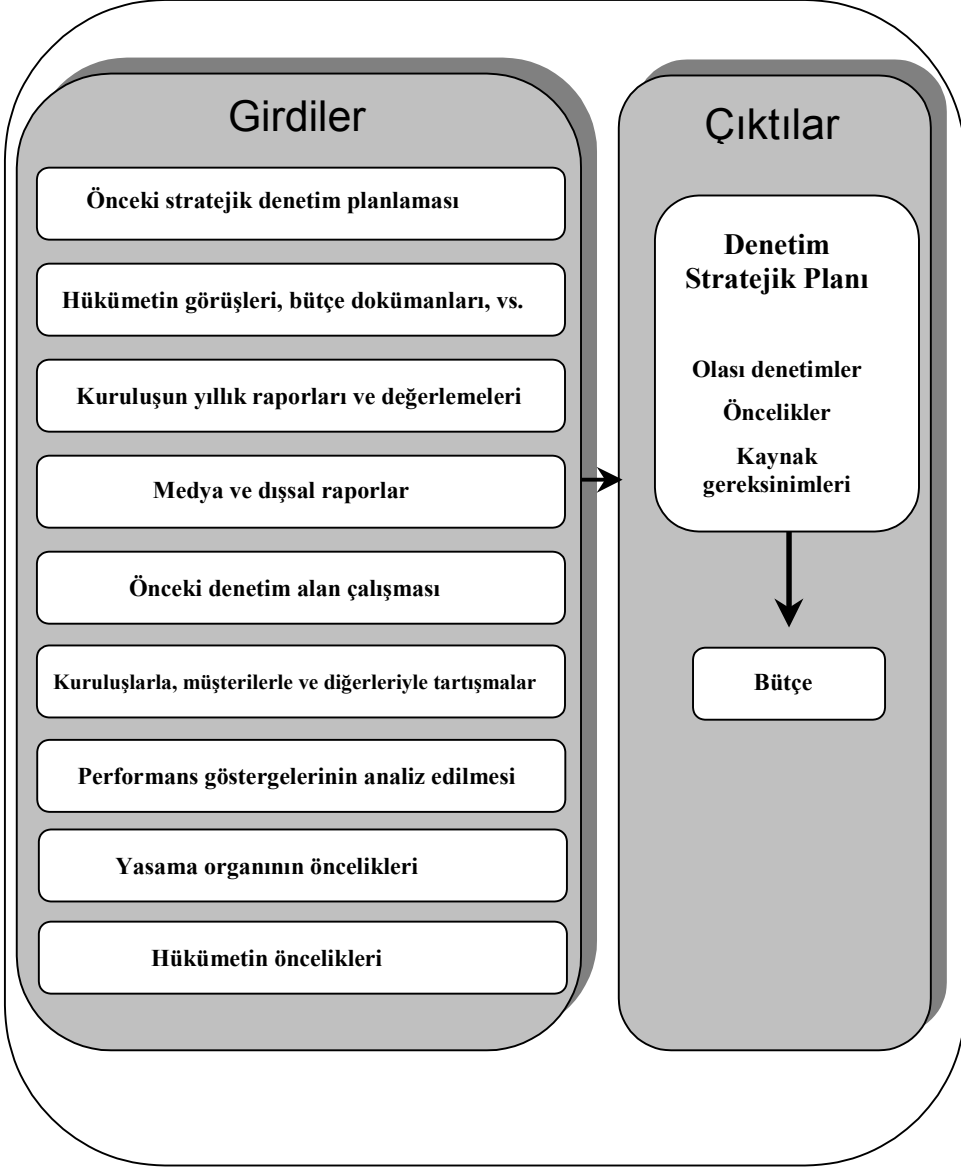 Girdiler
Önceki stratejik denetim planlaması
Hükümetin görüşleri, bütçe dokümanları, vs.
Kuruluşun yıllık raporları ve değerlemeleri
Medya ve dışsal raporlar
Önceki denetim alan çalışması
Kuruluşlarla, müşterilerle ve diğerleriyle tartışmalar
Performans göstergelerinin analiz edilmesi
Yasama organının öncelikleri
Hükümetin öncelikleri
Çıktılar
Denetim
Stratejik Planı
Olası denetimler
Öncelikler
Kaynak
gereksinimleri
Bütçe